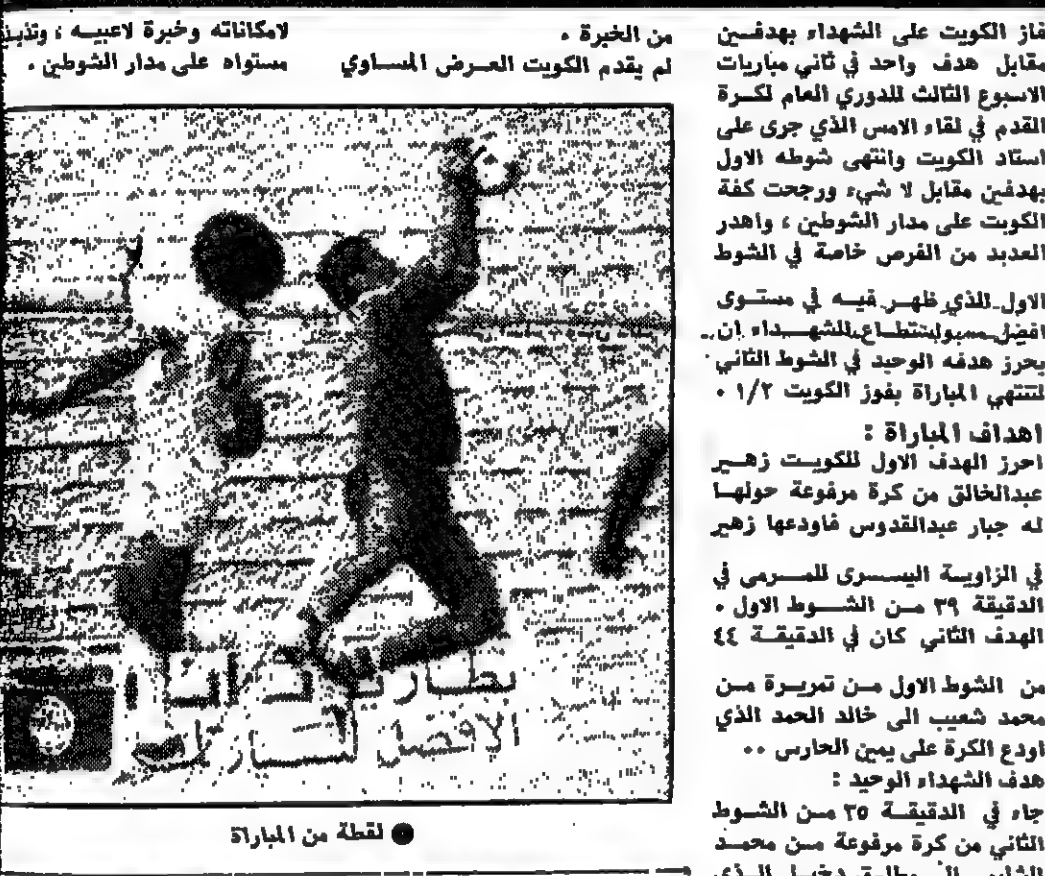 فاز الكويت على الشهداء بهدفين
مقابل هدف واحد في ثاني مباريات
الاسبوع الثالث للدوري العام لكرة
القدم في لقاء الامس الذي جرى على
استاد الكويت وانتهى شوطه الاول
بهدفين مقابل لا شيء ورجحت كفة
الكويت على مدار الشوطين ، واهدر
العديد من الفرص خاصة في الشوط
الاول الذي ظهر فيه في مستوى
افضل للشهداء ان
يحرز هدفه الوحيد في الشوط الثاني
لتنتهي المباراة بفوز الكويت ١/٢ .
اهداف المباراة :
احرز الهدف الاول للكويت زهير
عبدالخالق من كرة مرفوعة حولها
له جبار عبدالقدوس فاودعها زهير
في الزاوية اليسرى للمرمى في
الدقيقة ٣٩ من الشوط الاول .
الهدف الثاني كان في الدقيقة ٤٤
من الشوط الاول من تمريرة من
محمد شعيب الى خالد الحمد الذي
اودع الكرة على يمين الحارس ..
هدف الشهداء الوحيد :
جاء في الدقيقة ٣٥ من الشوط
الثاني من كرة مرفوعة من محمد
الذي
من الخبرة .
لم يقدم الكويت العرض المساوي
لامكاناته وخبرة لاعبيه ،
مستواه على مدار الشوطين .
الافضل
● لقطة من المباراة